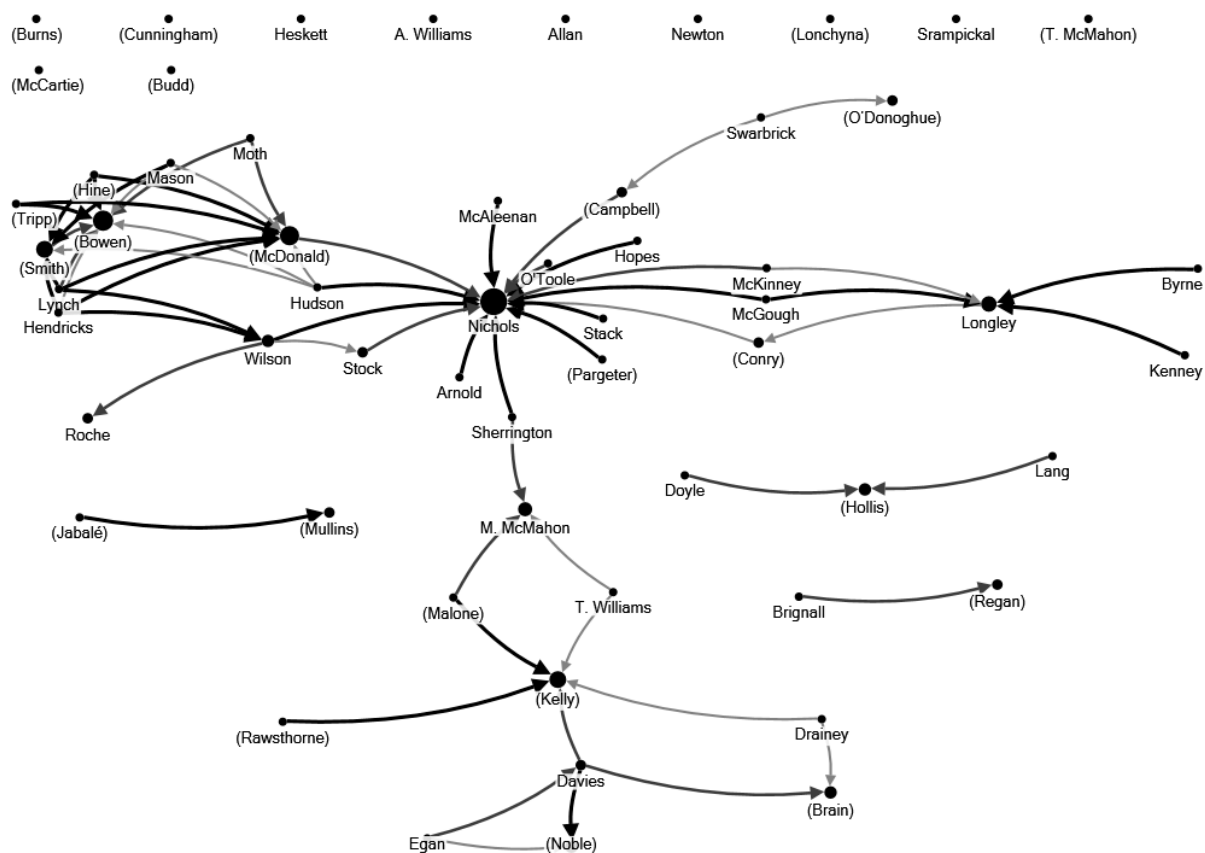 (Burns)
(Cunningham)
Heskett
A. Williams
Allan
Newton
(Lonchyna)
Srampickal
(T. McMahon)
(McCartie)
(Budd)
(O'Donoghue)
Swarbrick
Moth
Mason
(Hine)
(Tripp)
(Bowen)
(Smith)
(McDonald)
McAleenan
(Campbell)
Hopes
O'Toole
McKinney
Byrne
Lynch
Hudson
Hendricks
Nichols
McGough
Longley
Stack
Wilson
Stock
(Conry)
Kenney
(Pargeter)
Arnold
Roche
Sherrington
Doyle
Lang
(Hollis)
(Jabalé)
(Mullins)
M. McMahon
(Malone)
T. Williams
Brignall
(Regan)
(Kelly)
(Rawsthorne)
Drainey
Davies
(Brain)
Egan
(Noble)